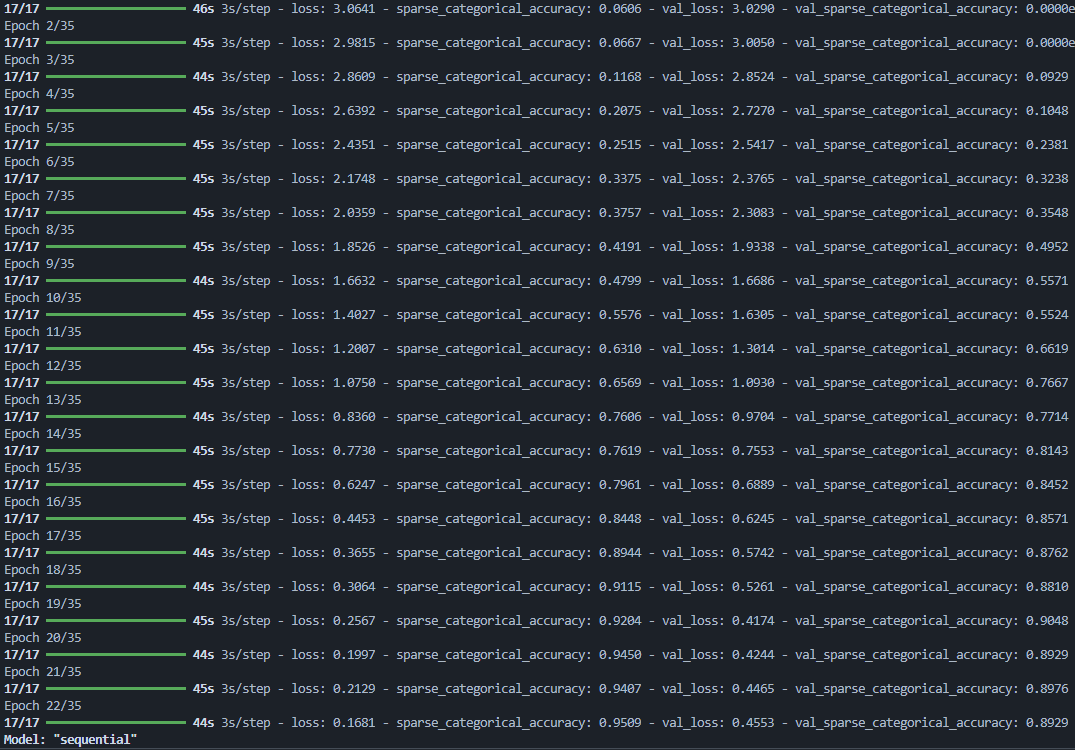 17/17 46s 3s/step - loss: 3.0641 - sparse_categorical_accuracy: 0.0606 - val_loss: 3.0290 - val_sparse_categorical_accuracy: 0.0000e
Epoch 2/35
17/17 45s 3s/step - loss: 2.9815 - sparse_categorical_accuracy: 0.0667 - val_loss: 3.0050 - val_sparse_categorical_accuracy: 0.0000e
Epoch 3/35
17/17 44s 3s/step - loss: 2.8609 - sparse_categorical_accuracy: 0.1168 - val_loss: 2.8524 - val_sparse_categorical_accuracy: 0.0929
Epoch 4/35
17/17 45s 3s/step - loss: 2.6392 - sparse_categorical_accuracy: 0.2075 - val_loss: 2.7270 - val_sparse_categorical_accuracy: 0.1048
Epoch 5/35
17/17 45s 3s/step - loss: 2.4351 - sparse_categorical_accuracy: 0.2515 - val_loss: 2.5417 - val_sparse_categorical_accuracy: 0.2381
Epoch 6/35
17/17 45s 3s/step - loss: 2.1748 - sparse_categorical_accuracy: 0.3375 - val_loss: 2.3765 - val_sparse_categorical_accuracy: 0.3238
Epoch 7/35
17/17 45s 3s/step - loss: 2.0359 - sparse_categorical_accuracy: 0.3757 - val_loss: 2.3083 - val_sparse_categorical_accuracy: 0.3548
Epoch 8/35
17/17 45s 3s/step - loss: 1.8526 - sparse_categorical_accuracy: 0.4191 - val_loss: 1.9338 - val_sparse_categorical_accuracy: 0.4952
Epoch 9/35
17/17 44s 3s/step - loss: 1.6632 - sparse_categorical_accuracy: 0.4799 - val_loss: 1.6686 - val_sparse_categorical_accuracy: 0.5571
Epoch 10/35
17/17 45s 3s/step - loss: 1.4027 - sparse_categorical_accuracy: 0.5576 - val_loss: 1.6305 - val_sparse_categorical_accuracy: 0.5524
Epoch 11/35
17/17 45s 3s/step - loss: 1.2007 - sparse_categorical_accuracy: 0.6310 - val_loss: 1.3014 - val_sparse_categorical_accuracy: 0.6619
Epoch 12/35
17/17 45s 3s/step - loss: 1.0750 - sparse_categorical_accuracy: 0.6569 - val_loss: 1.0930 - val_sparse_categorical_accuracy: 0.7667
Epoch 13/35
17/17 44s 3s/step - loss: 0.8360 - sparse_categorical_accuracy: 0.7606 - val_loss: 0.9704 - val_sparse_categorical_accuracy: 0.7714
Epoch 14/35
17/17 45s 3s/step - loss: 0.7730 - sparse_categorical_accuracy: 0.7619 - val_loss: 0.7553 - val_sparse_categorical_accuracy: 0.8143
Epoch 15/35
17/17 45s 3s/step - loss: 0.6247 - sparse_categorical_accuracy: 0.7961 - val_loss: 0.6889 - val_sparse_categorical_accuracy: 0.8452
Epoch 16/35
17/17 45s 3s/step - loss: 0.4453 - sparse_categorical_accuracy: 0.8448 - val_loss: 0.6245 - val_sparse_categorical_accuracy: 0.8571
Epoch 17/35
17/17 44s 3s/step - loss: 0.3655 - sparse_categorical_accuracy: 0.8944 - val_loss: 0.5742 - val_sparse_categorical_accuracy: 0.8762
Epoch 18/35
17/17 44s 3s/step - loss: 0.3064 - sparse_categorical_accuracy: 0.9115 - val_loss: 0.5261 - val_sparse_categorical_accuracy: 0.8810
Epoch 19/35
17/17 45s 3s/step - loss: 0.2567 - sparse_categorical_accuracy: 0.9204 - val_loss: 0.4174 - val_sparse_categorical_accuracy: 0.9048
Epoch 20/35
17/17 44s 3s/step - loss: 0.1997 - sparse_categorical_accuracy: 0.9450 - val_loss: 0.4244 - val_sparse_categorical_accuracy: 0.8929
Epoch 21/35
17/17 45s 3s/step - loss: 0.2129 - sparse_categorical_accuracy: 0.9407 - val_loss: 0.4465 - val_sparse_categorical_accuracy: 0.8976
Epoch 22/35
17/17 44s 3s/step - loss: 0.1681 - sparse_categorical_accuracy: 0.9509 - val_loss: 0.4553 - val_sparse_categorical_accuracy: 0.8929
Model: "sequential"